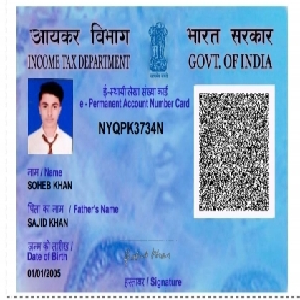 आयकर विभाग भारत सरकार
INCOME TAX DEPARTMENT GOVT. OF INDIA
ई-स्थायी लेखा संख्या कार्ड
e - Permanent Account Number Card
NYQPK3734N
नाम / Name
SOHEB KHAN
पिता का नाम / Father's Name
SAJID KHAN
जन्म की तारीख /
Date of Birth
01/01/2005
हस्ताक्षर / Signature